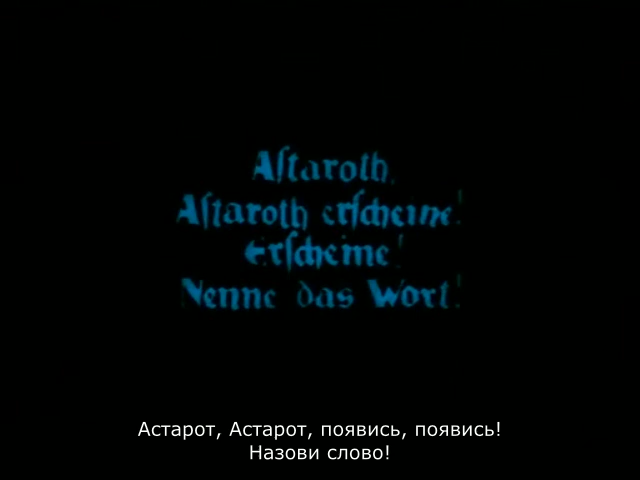 Aſtaroth,
Aſtaroth erſcheine!
Erſcheine!
Nenne das Wort!
Астарот, Астарот, появись, появись!
Назови слово!